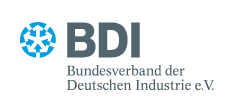 BDI
Bundesverband der
Deutschen Industrie e.V.